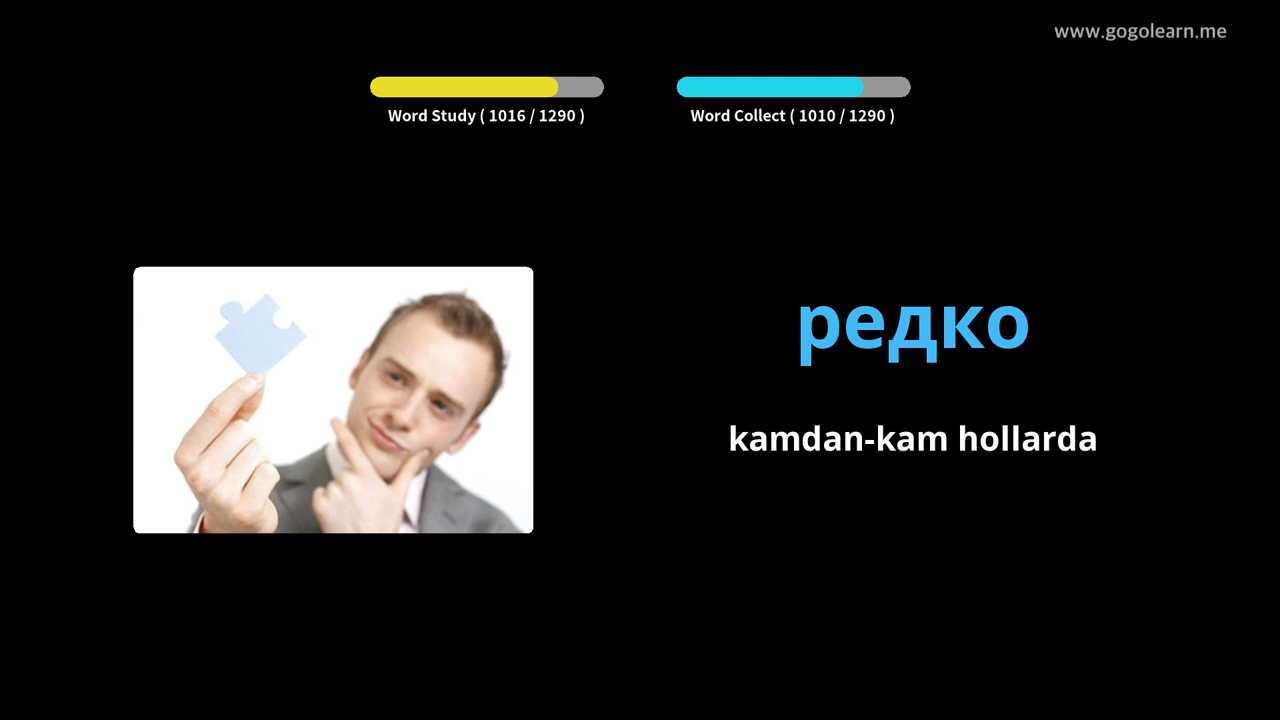 www.gogolearn.me
Word Study ( 1016 / 1290 )
Word Collect ( 1010 / 1290 )
редко
kamdan-kam hollarda